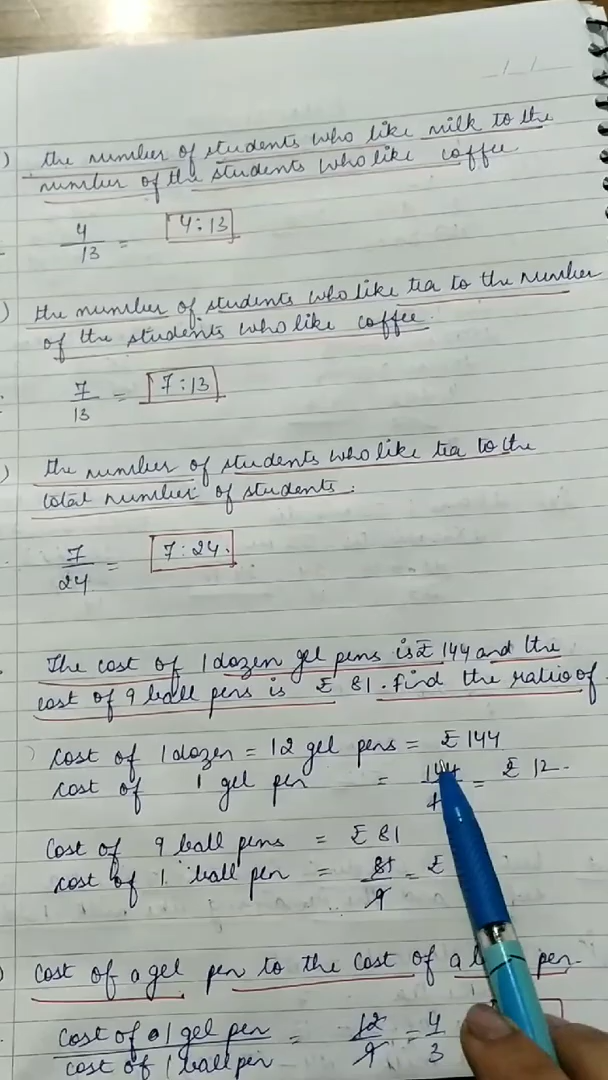 ) the number of students who like milk to the
number of the students who like coffee.
4/13 = 4:13
) the number of students who like tea to the number
of the students who like coffee.
7/13 = 7:13
) the number of students who like tea to the
total number of students.
7/24 = 7:24.
The cost of 1 dozen gel pens is ₹ 144 and the
cost of 9 ball pens is ₹ 81. find the ratio of
) cost of 1 dozen = 12 gel pens = ₹ 144
cost of 1 gel pen = 144/ = ₹ 12.
cost of 9 ball pens = ₹ 81
cost of 1 ball pen = 81/9 = ₹
) cost of a gel pen to the cost of a pen.
cost of 1 gel pen/cost of 1 ball pen = 12/9 = 4/3